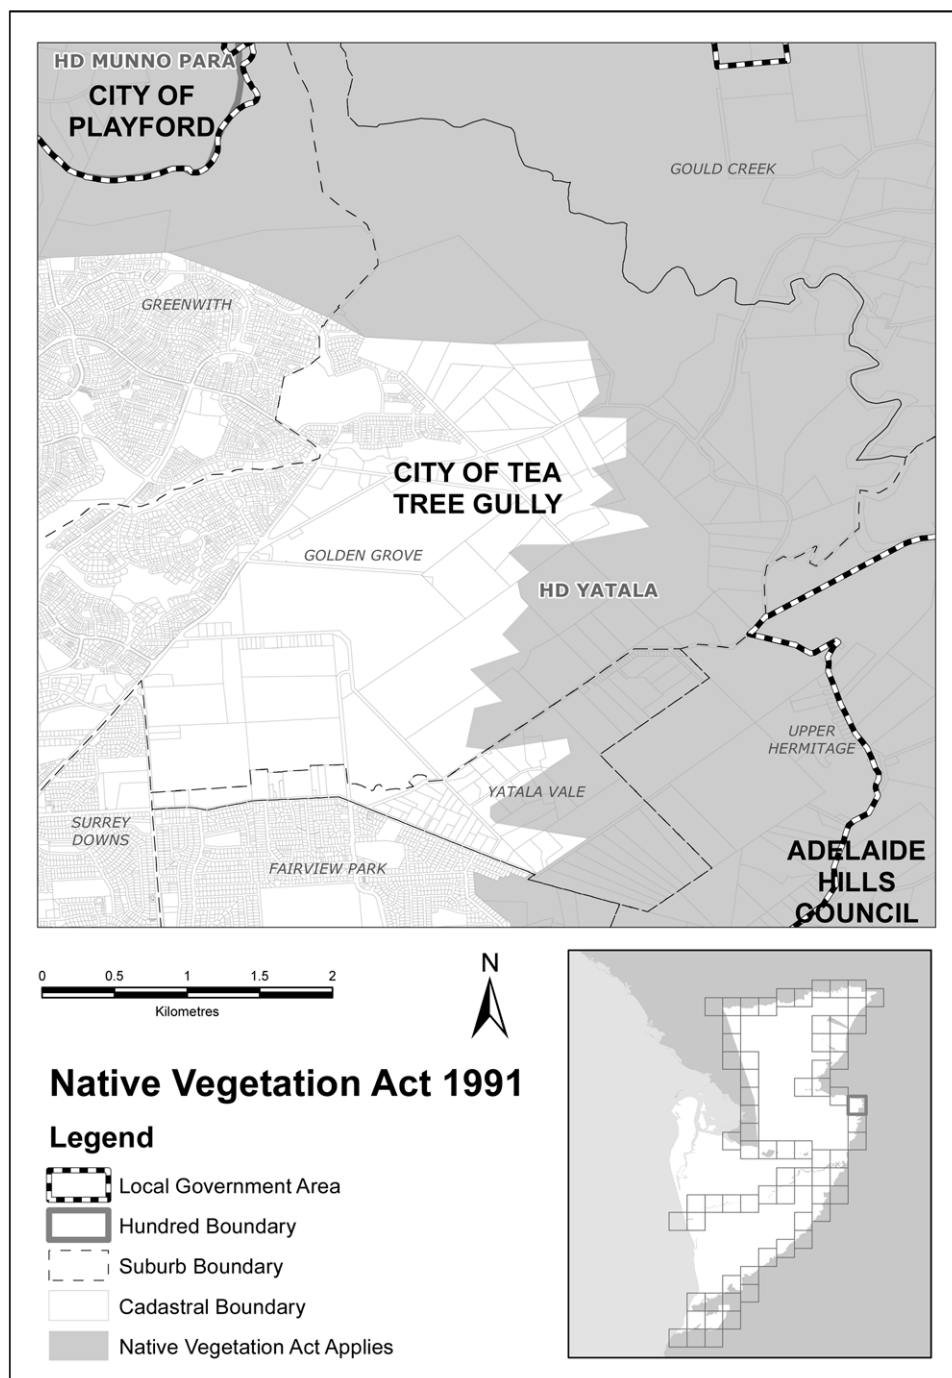 HD MUNNO PARA
CITY OF
PLAYFORD
GOULD CREEK
GREENWITH
CITY OF TEA
TREE GULLY
GOLDEN GROVE
HD YATALA
UPPER
HERMITAGE
YATALA VALE
SURREY
DOWNS
FAIRVIEW PARK
ADELAIDE
HILLS
COUNCIL
0 0.5 1 1.5 2
Kilometres
N
Native Vegetation Act 1991
Legend
Local Government Area
Hundred Boundary
Suburb Boundary
Cadastral Boundary
Native Vegetation Act Applies